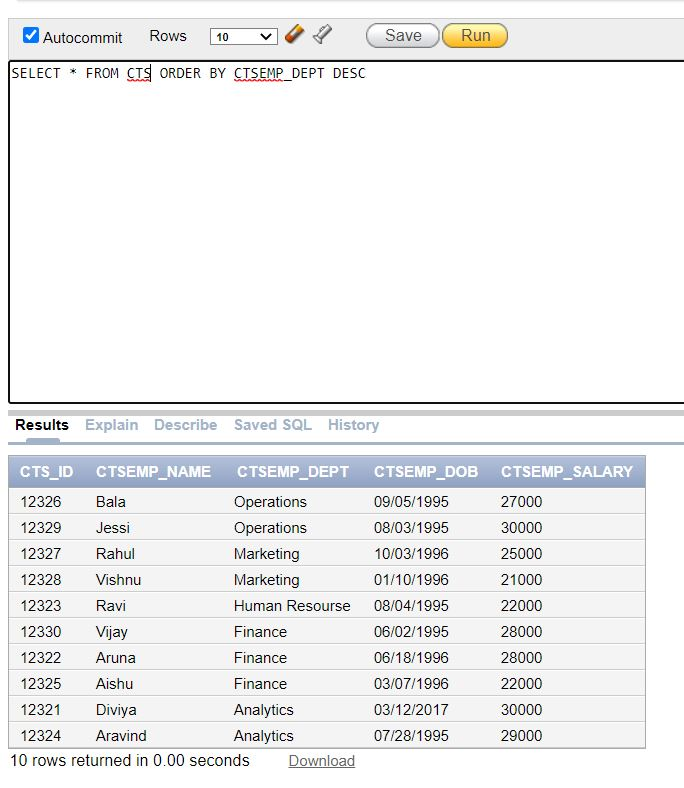 Autocommit Rows 10 Save Run
SELECT * FROM CTS ORDER BY CTSEMP_DEPT DESC
Results Explain Describe Saved SQL History
CTS_ID CTSEMP_NAME CTSEMP_DEPT CTSEMP_DOB CTSEMP_SALARY
12326 Bala Operations 09/05/1995 27000
12329 Jessi Operations 08/03/1995 30000
12327 Rahul Marketing 10/03/1996 25000
12328 Vishnu Marketing 01/10/1996 21000
12323 Ravi Human Resourse 08/04/1995 22000
12330 Vijay Finance 06/02/1995 28000
12322 Aruna Finance 06/18/1996 28000
12325 Aishu Finance 03/07/1996 22000
12321 Diviya Analytics 03/12/2017 30000
12324 Aravind Analytics 07/28/1995 29000
10 rows returned in 0.00 seconds Download